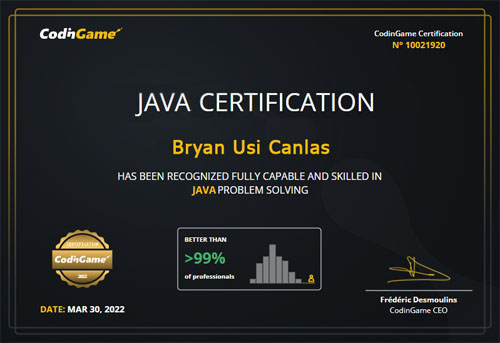 CodinGame
CodinGame Certification
N° 10021920
JAVA CERTIFICATION
Bryan Usi Canlas
HAS BEEN RECOGNIZED FULLY CAPABLE AND SKILLED IN
JAVA PROBLEM SOLVING
CERTIFICATION
CodinGame
2022
BETTER THAN
>99%
of professionals
DATE: MAR 30, 2022
Frédéric Desmoulins
CodinGame CEO